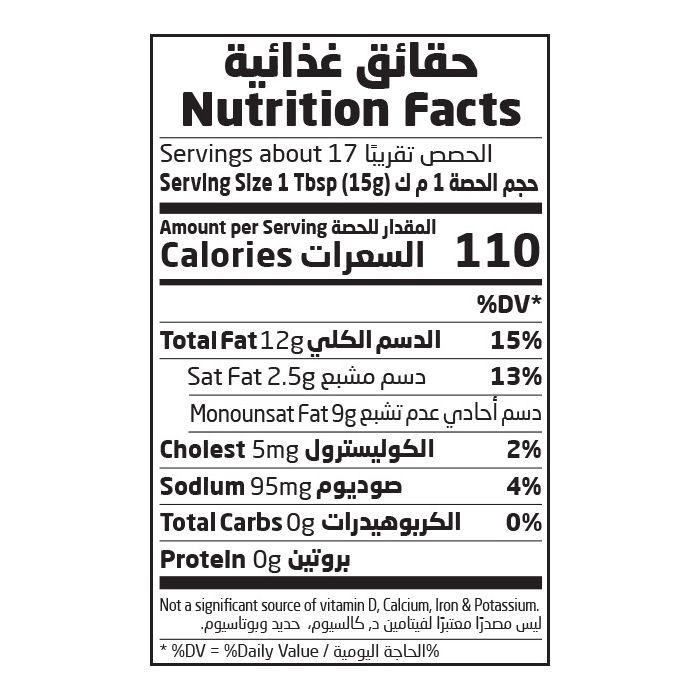 حقائق غذائية
Nutrition Facts
Servings about 17 الحصص تقريبًا
Serving Size 1 Tbsp (15g) حجم الحصة 1 م ك
Amount per Serving المقدار للحصة
Calories السعرات 110
%DV*
Total Fat 12g الدسم الكلي 15%
Sat Fat 2.5g دسم مشبع 13%
Monounsat Fat 9g دسم أحادي عدم تشبع
Cholest 5mg الكوليسترول 2%
Sodium 95mg صوديوم 4%
Total Carbs 0g الكربوهيدرات 0%
Protein 0g بروتين
Not a significant source of vitamin D, Calcium, Iron & Potassium.
ليس مصدرًا معتبرًا لفيتامين د, كالسيوم، حديد وبوتاسيوم.
* %DV = %Daily Value / الحاجة اليومية%